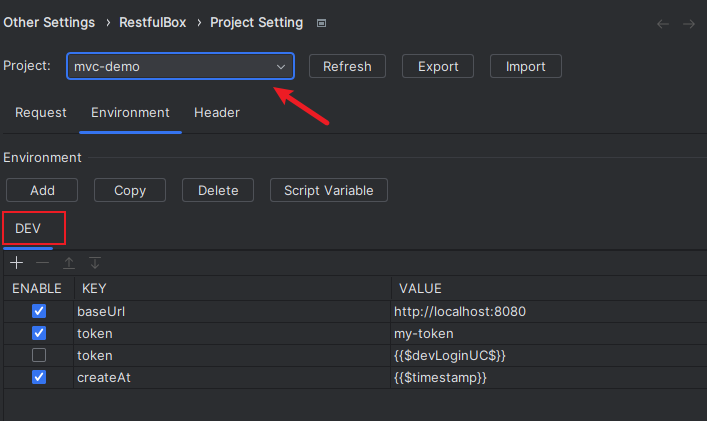 Other Settings › RestfulBox › Project Setting
Project: mvc-demo Refresh Export Import
Request Environment Header
Environment
Add Copy Delete Script Variable
DEV
ENABLE KEY VALUE
baseUrl http://localhost:8080
token my-token
token {{$devLoginUC$}}
createAt {{$timestamp}}